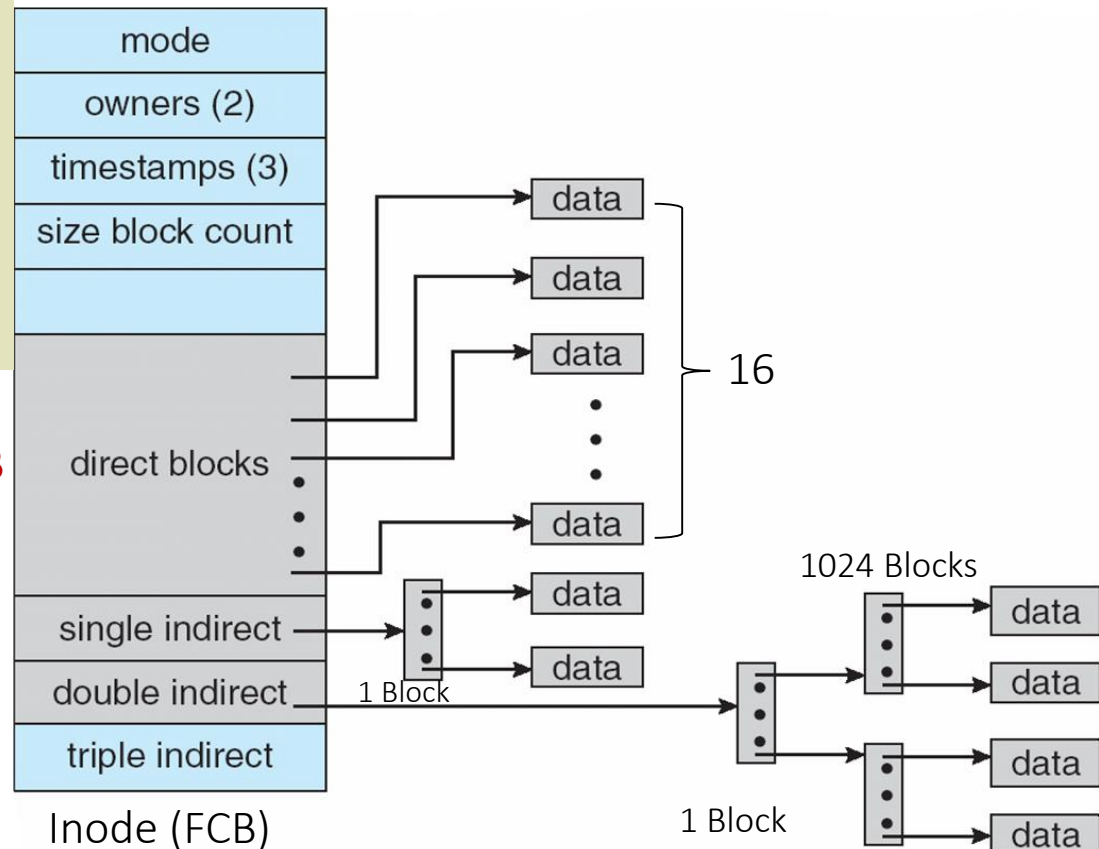 mode
owners (2)
timestamps (3)
size block count
direct blocks
single indirect
double indirect
triple indirect
Inode (FCB)
data
data
data
data
16
data
data
1 Block
1024 Blocks
data
data
data
data
1 Block